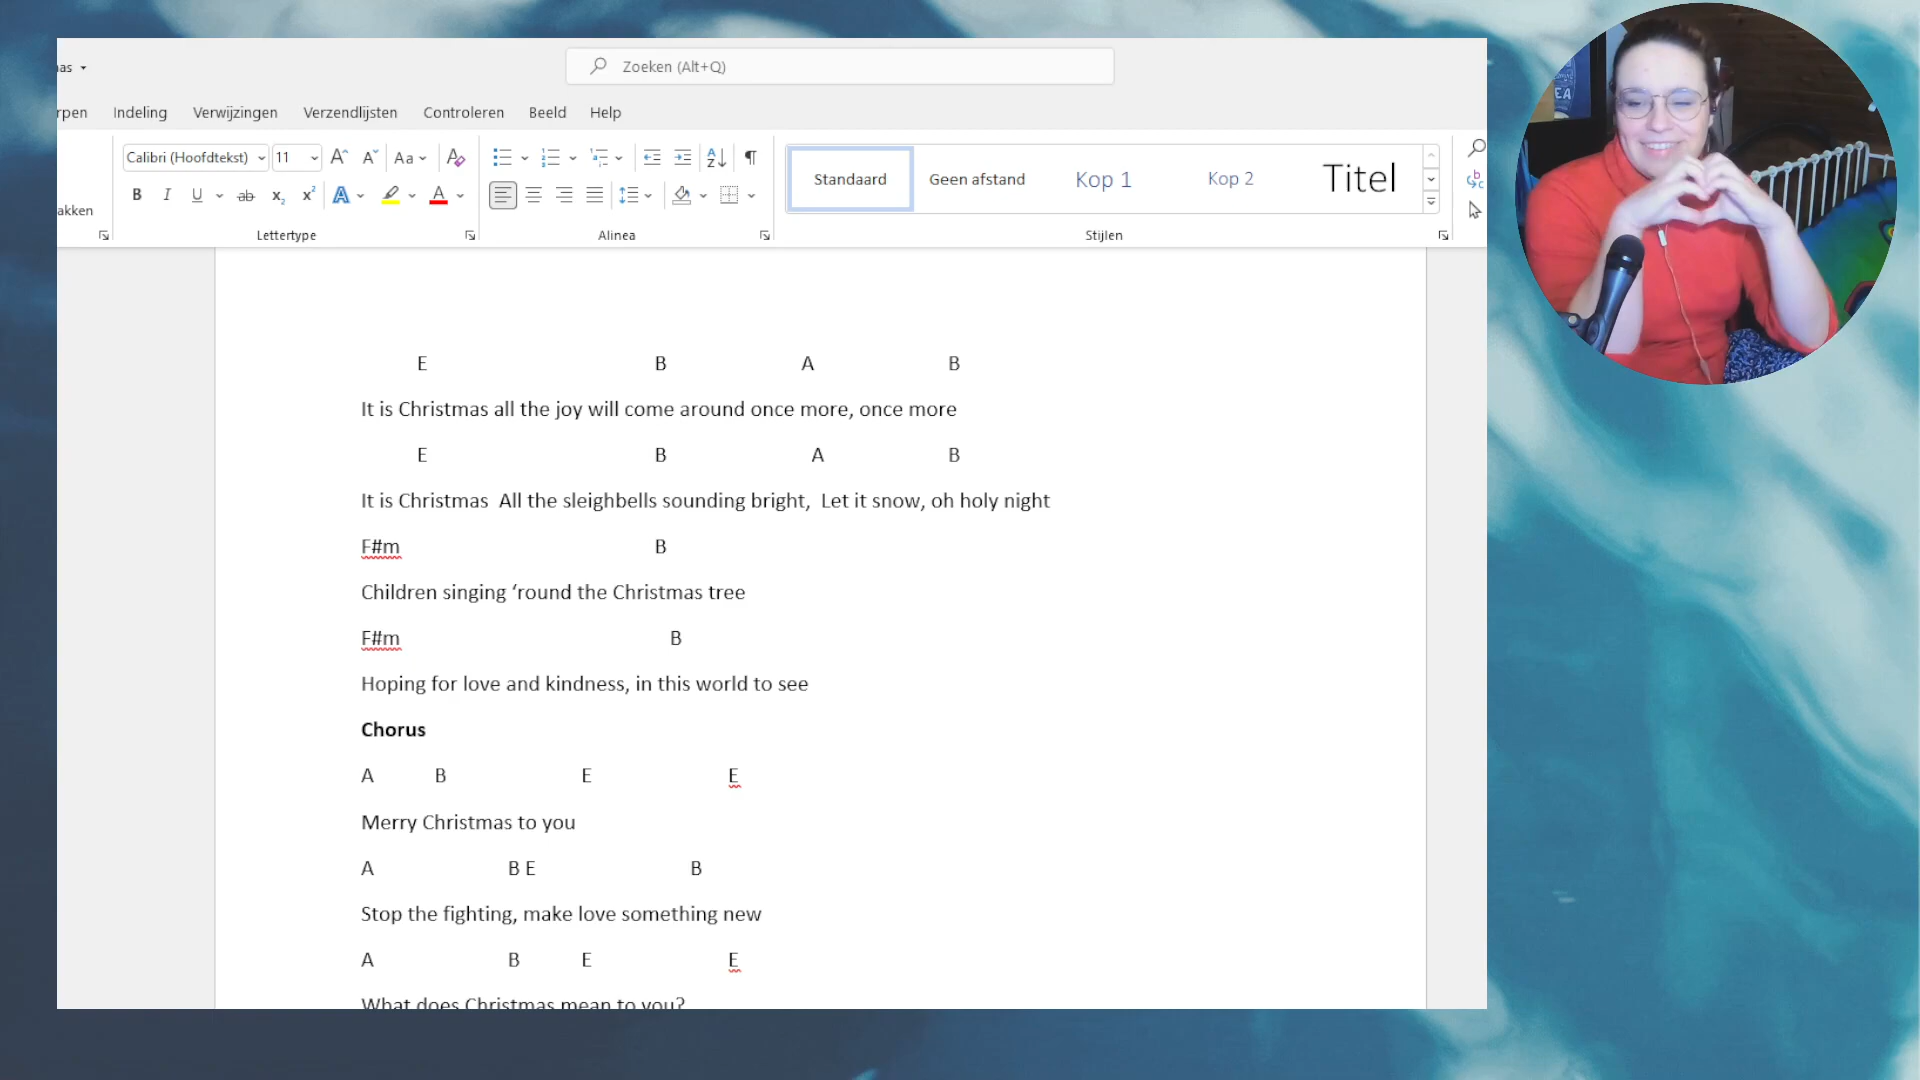 Zoeken (Alt+Q)
Indeling Verwijzingen Verzendlijsten Controleren Beeld Help
Calibri (Hoofdtekst) 11
Standaard Geen afstand Kop 1 Kop 2 Titel
akken
Lettertype Alinea Stijlen
E B A B
It is Christmas all the joy will come around once more, once more
E B A B
It is Christmas All the sleighbells sounding bright, Let it snow, oh holy night
F#m B
Children singing ‘round the Christmas tree
F#m B
Hoping for love and kindness, in this world to see
Chorus
A B E E
Merry Christmas to you
A B E B
Stop the fighting, make love something new
A B E E
What does Christmas mean to you?